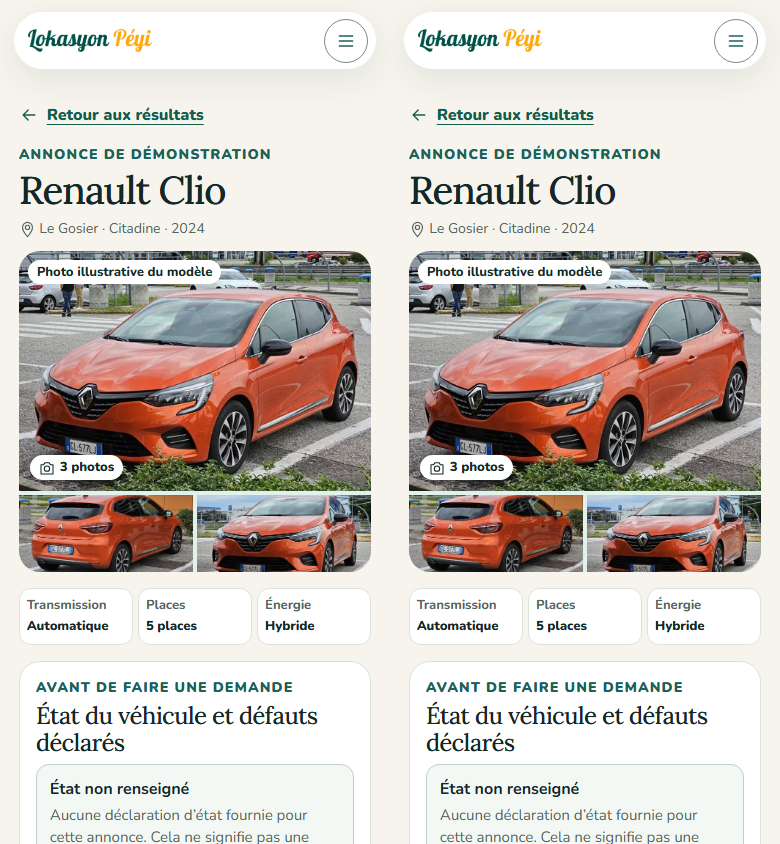 Lokasyon Péyi
Retour aux résultats
ANNONCE DE DÉMONSTRATION
Renault Clio
Le Gosier · Citadine · 2024
Photo illustrative du modèle
GL·577LJ
3 photos
Transmission
Automatique
Places
5 places
Énergie
Hybride
AVANT DE FAIRE UNE DEMANDE
État du véhicule et défauts
déclarés
État non renseigné
Aucune déclaration d’état fournie pour
cette annonce. Cela ne signifie pas une
Lokasyon Péyi
Retour aux résultats
ANNONCE DE DÉMONSTRATION
Renault Clio
Le Gosier · Citadine · 2024
Photo illustrative du modèle
GL·577LJ
3 photos
Transmission
Automatique
Places
5 places
Énergie
Hybride
AVANT DE FAIRE UNE DEMANDE
État du véhicule et défauts
déclarés
État non renseigné
Aucune déclaration d’état fournie pour
cette annonce. Cela ne signifie pas une